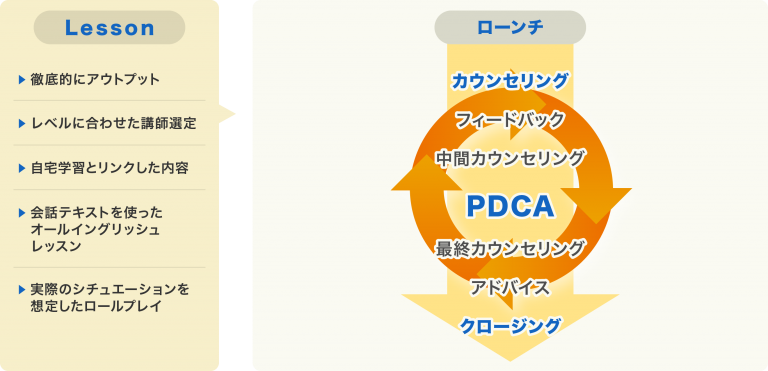 Lesson
徹底的にアウトプット
レベルに合わせた講師選定
自宅学習とリンクした内容
会話テキストを使った
オールイングリッシュ
レッスン
実際のシチュエーションを
想定したロールプレイ
ローンチ
カウンセリング
フィードバック
中間カウンセリング
PDCA
最終カウンセリング
アドバイス
クロージング